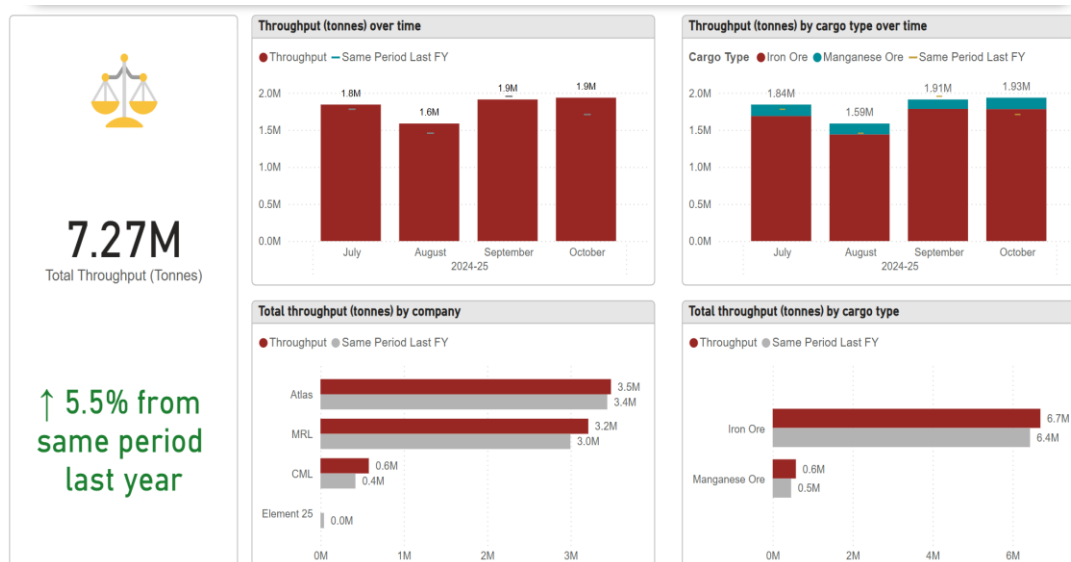 7.27M
Total Throughput (Tonnes)
↑ 5.5% from
same period
last year
Throughput (tonnes) over time
Throughput Same Period Last FY
2.0M
1.5M
1.0M
0.5M
0.0M
1.8M
1.6M
1.9M
1.9M
July August September October
2024-25
Throughput (tonnes) by cargo type over time
Cargo Type Iron Ore Manganese Ore Same Period Last FY
2.0M
1.5M
1.0M
0.5M
0.0M
1.84M
1.59M
1.91M
1.93M
July August September October
2024-25
Total throughput (tonnes) by company
Throughput Same Period Last FY
Atlas
3.5M
3.4M
MRL
3.2M
3.0M
CML
0.6M
0.4M
Element 25
0.0M
0M 1M 2M 3M
Total throughput (tonnes) by cargo type
Throughput Same Period Last FY
Iron Ore
6.7M
6.4M
Manganese Ore
0.6M
0.5M
0M 2M 4M 6M